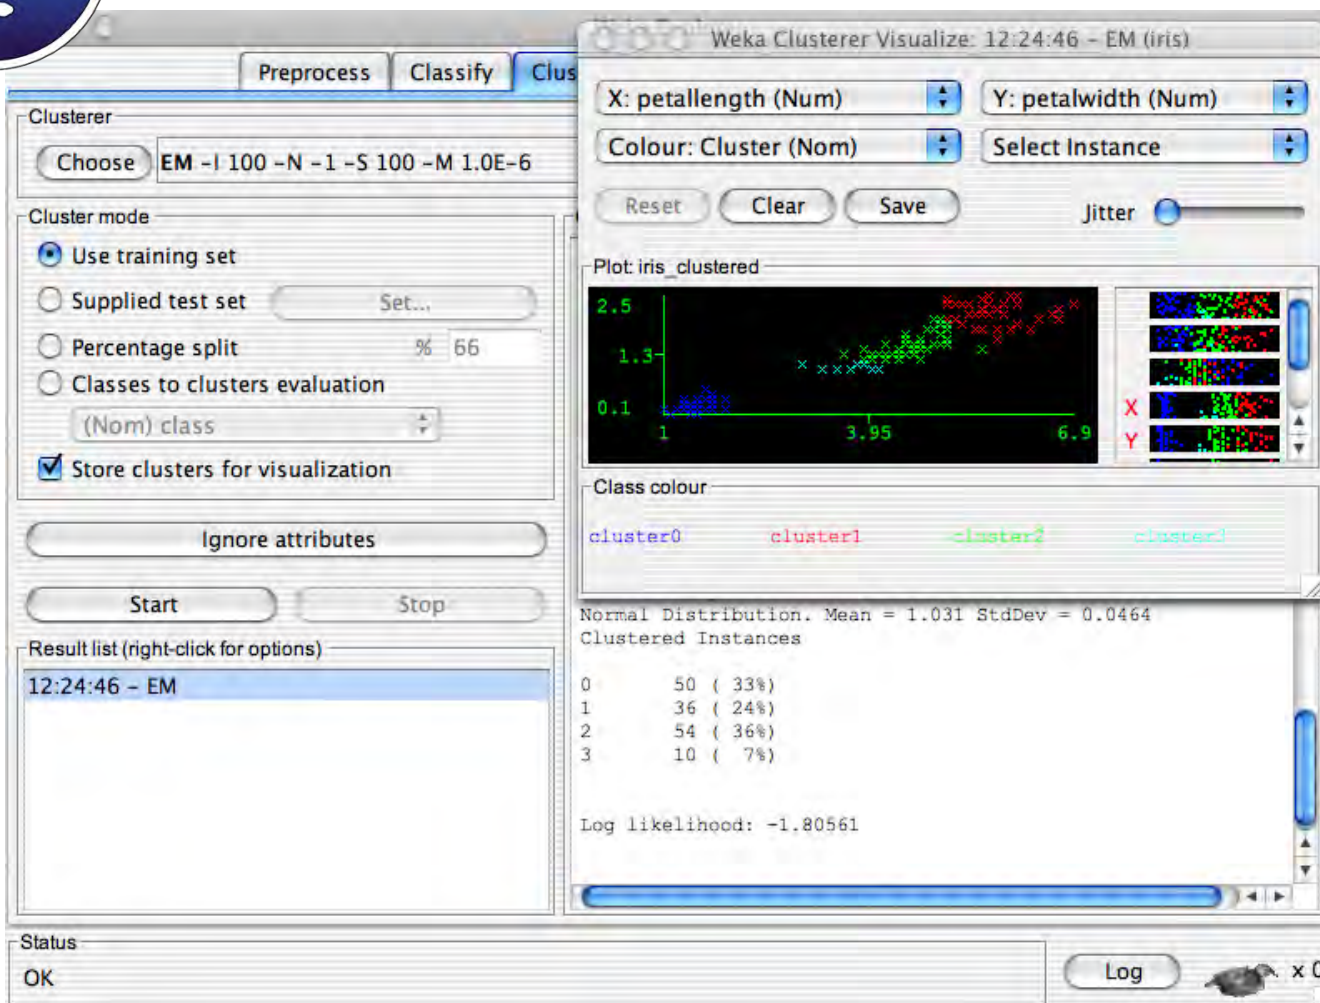 Weka Clusterer Visualize: 12:24:46 – EM (iris)
Preprocess Classify Clus
X: petallength (Num) Y: petalwidth (Num)
Clusterer
Colour: Cluster (Nom) Select Instance
Choose EM –I 100 –N –1 –S 100 –M 1.0E–6
Reset Clear Save Jitter
Cluster mode
Use training set
Plot: iris_clustered
Supplied test set Set...
2.5
Percentage split % 66
1.3
Classes to clusters evaluation
0.1
(Nom) class
1 3.95 6.9
X
Y
Store clusters for visualization
Class colour
cluster0 cluster1 cluster2 cluster3
Ignore attributes
Start Stop
Normal Distribution. Mean = 1.031 StdDev = 0.0464
Clustered Instances
Result list (right-click for options)
12:24:46 – EM
0 50 ( 33%)
1 36 ( 24%)
2 54 ( 36%)
3 10 ( 7%)
Log likelihood: -1.80561
Status
OK
Log x 0